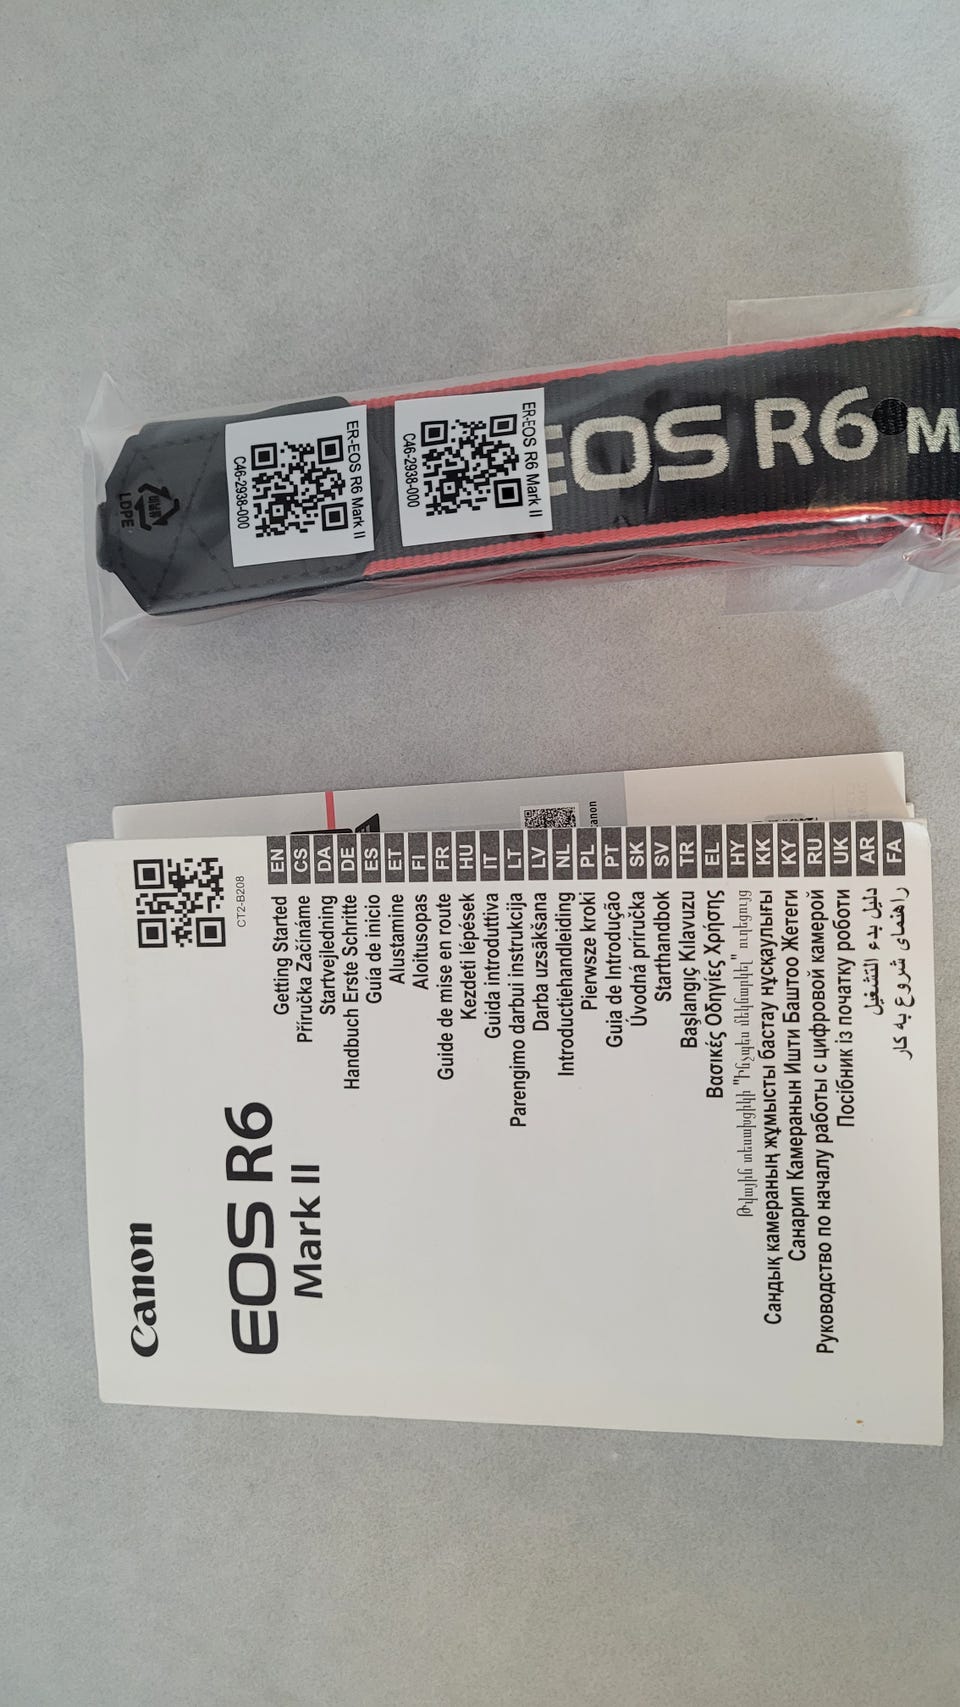 LDPE
ER-EOS R6 Mark II
C46-2938-000
ER-EOS R6 Mark II
C46-2938-000
EOS R6 M
Canon
EOS R6
Mark II
CT2-B208
Getting Started EN
Příručka Začínáme CS
Startvejledning DA
Handbuch Erste Schritte DE
Guía de inicio ES
Alustamine ET
Aloitusopas FI
Guide de mise en route FR
Kezdeti lépések HU
Guida introduttiva IT
Parengimo darbui instrukcija LT
Darba uzsākšana LV
Introductiehandleiding NL
Pierwsze kroki PL
Guia de Introdução PT
Úvodná príručka SK
Starthandbok SV
Başlangıç Kılavuzu TR
Βασικές Οδηγίες Χρήσης EL
Թվային տեսախցիկի "Ինչպես մեկնարկել" ուղեցույց HY
Сандық камераның жұмысты бастау нұсқаулығы KK
Санарип Камеранын Ишти Баштоо Жетеги KY
Руководство по началу работы с цифровой камерой RU
Посібник із початку роботи UK
دليل بدء التشغيل AR
راهنمای شروع به کار FA
anon